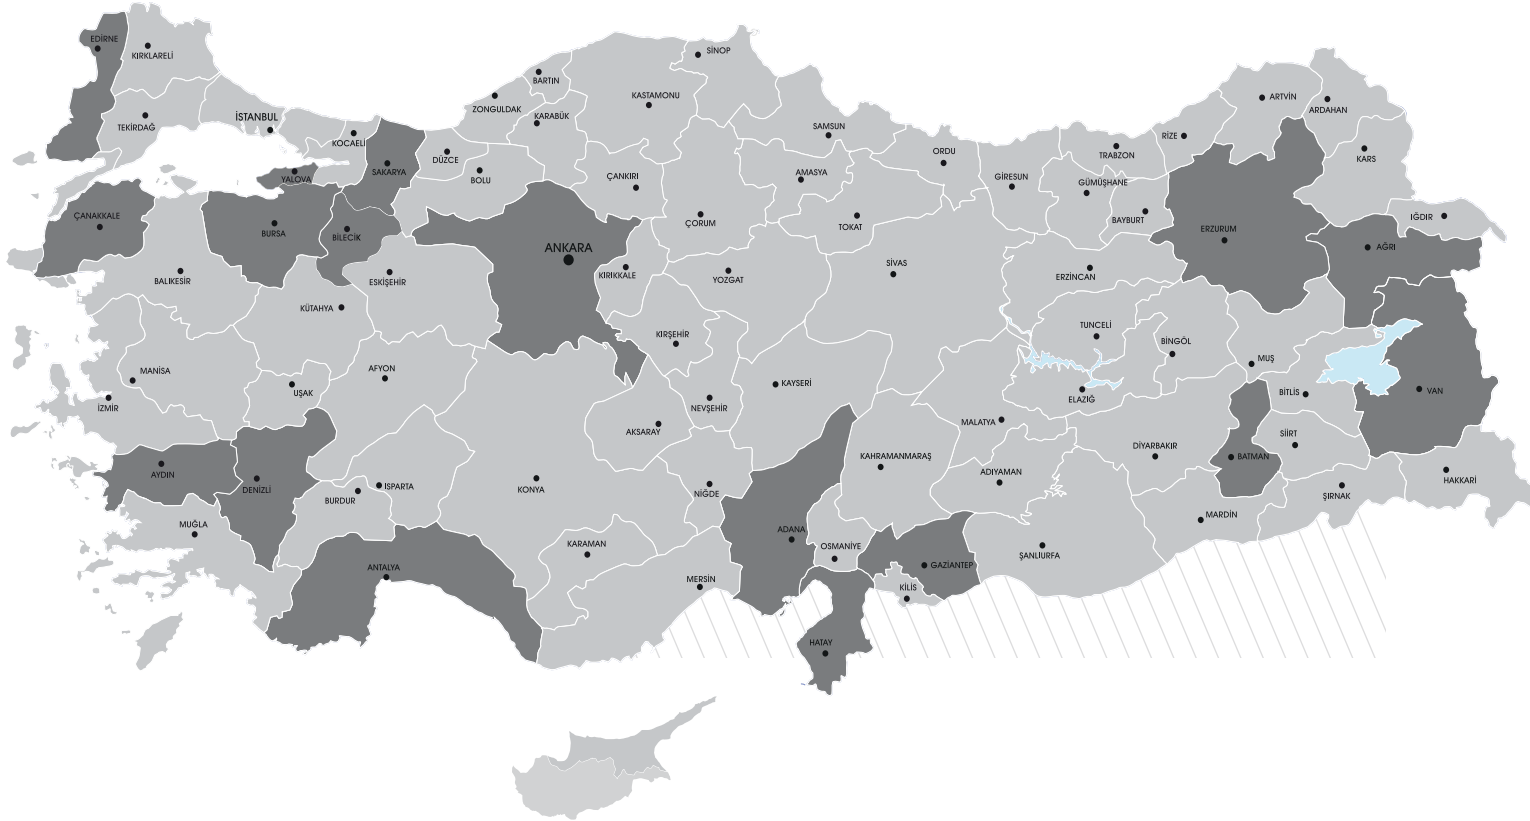 EDİRNE
KIRKLARELİ
TEKİRDAĞ
İSTANBUL
KOCAELİ
YALOVA
SAKARYA
DÜZCE
BOLU
ZONGULDAK
BARTIN
KARABÜK
KASTAMONU
SİNOP
ÇANKIRI
SAMSUN
AMASYA
ÇORUM
TOKAT
ORDU
GİRESUN
GÜMÜŞHANE
TRABZON
BAYBURT
RİZE
ARTVİN
ARDAHAN
KARS
IĞDIR
AĞRI
ERZURUM
ERZİNCAN
SİVAS
YOZGAT
KIRIKKALE
ANKARA
ESKİŞEHİR
BİLECİK
BURSA
ÇANAKKALE
BALIKESİR
KÜTAHYA
MANİSA
İZMİR
UŞAK
AFYON
KIRŞEHİR
NEVŞEHİR
KAYSERİ
AKSARAY
TUNCELİ
BİNGÖL
ELAZIĞ
MUŞ
BİTLİS
VAN
MALATYA
DİYARBAKIR
BATMAN
SİİRT
HAKKARİ
ŞIRNAK
MARDİN
ŞANLIURFA
ADIYAMAN
KAHRAMANMARAŞ
GAZİANTEP
KİLİS
OSMANİYE
HATAY
ADANA
NİĞDE
MERSİN
KARAMAN
KONYA
ISPARTA
BURDUR
ANTALYA
DENİZLİ
AYDIN
MUĞLA